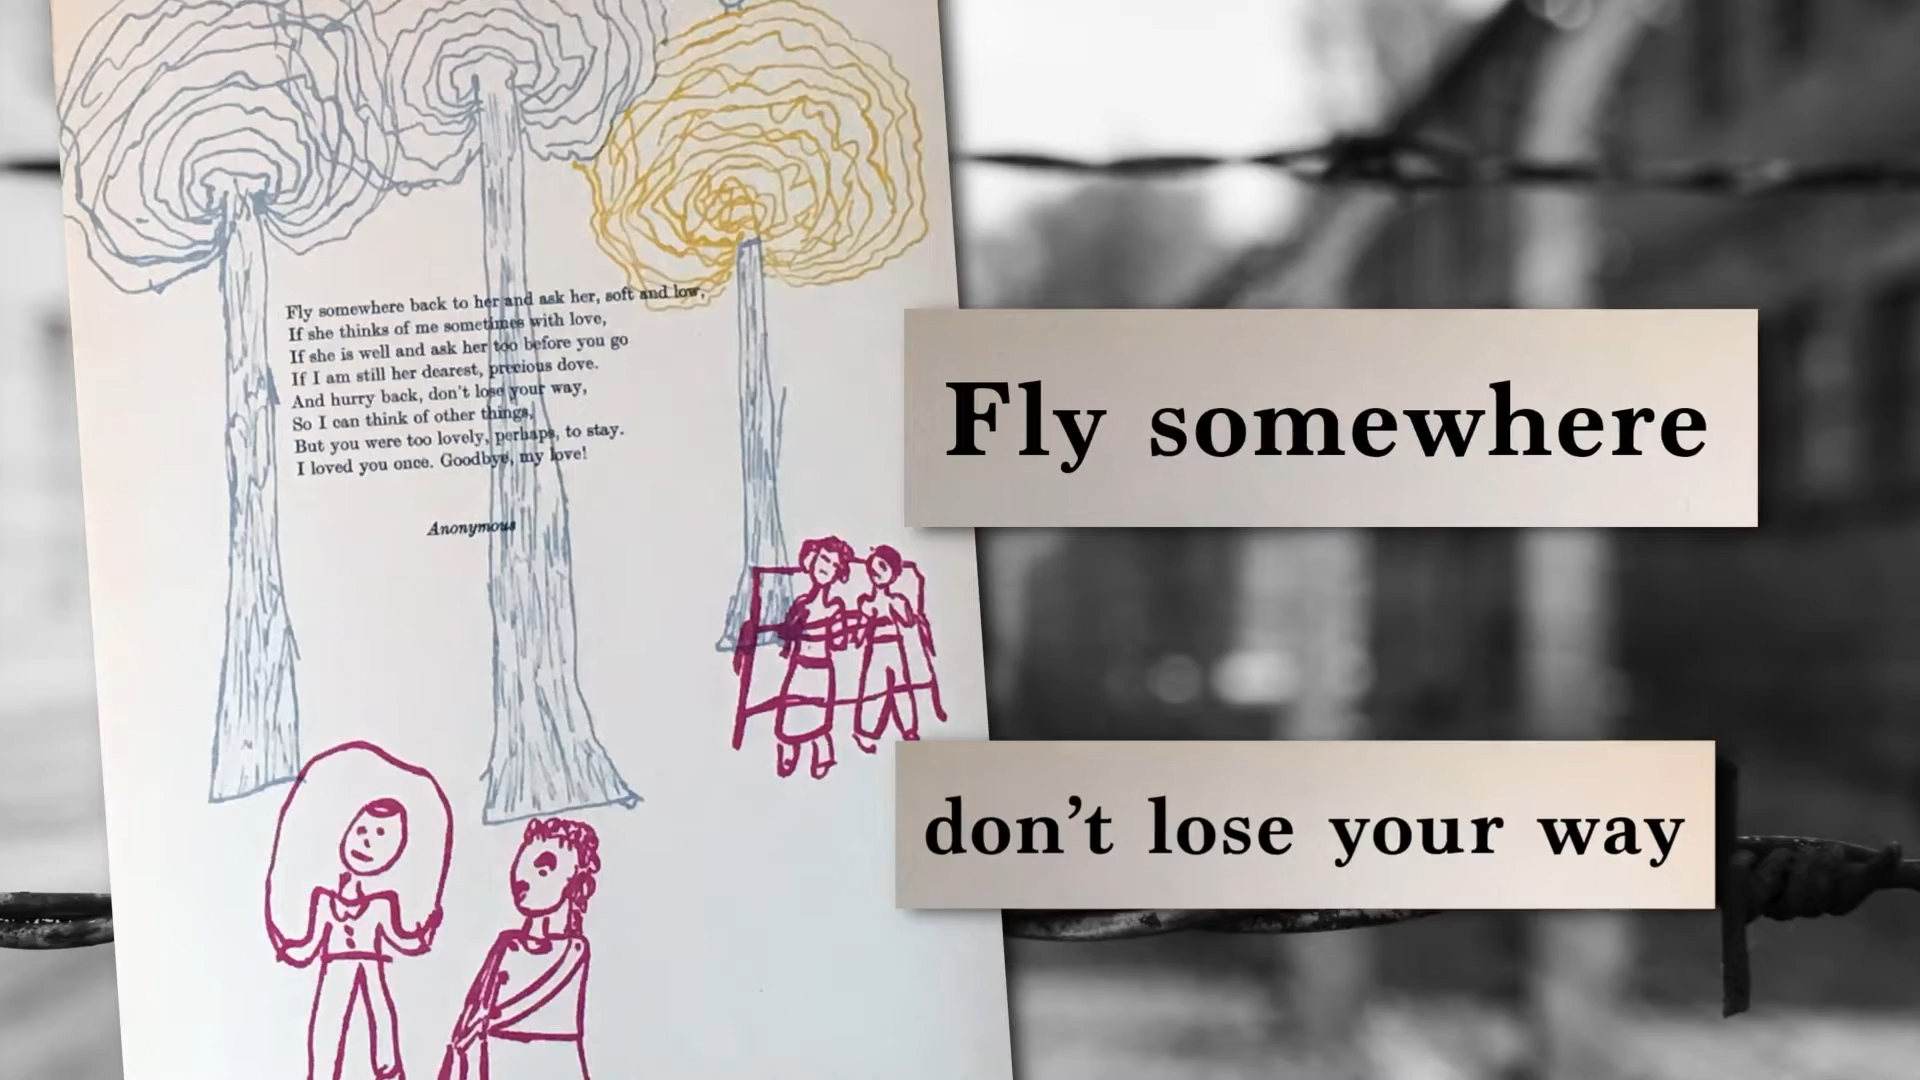 Fly somewhere back to her and ask her, soft and low,
If she thinks of me sometimes with love,
If she is well and ask her too before you go
If I am still her dearest, precious dove.
And hurry back, don't lose your way,
So I can think of other things,
But you were too lovely, perhaps, to stay.
I loved you once. Goodbye, my love!
Anonymous
Fly somewhere
don't lose your way